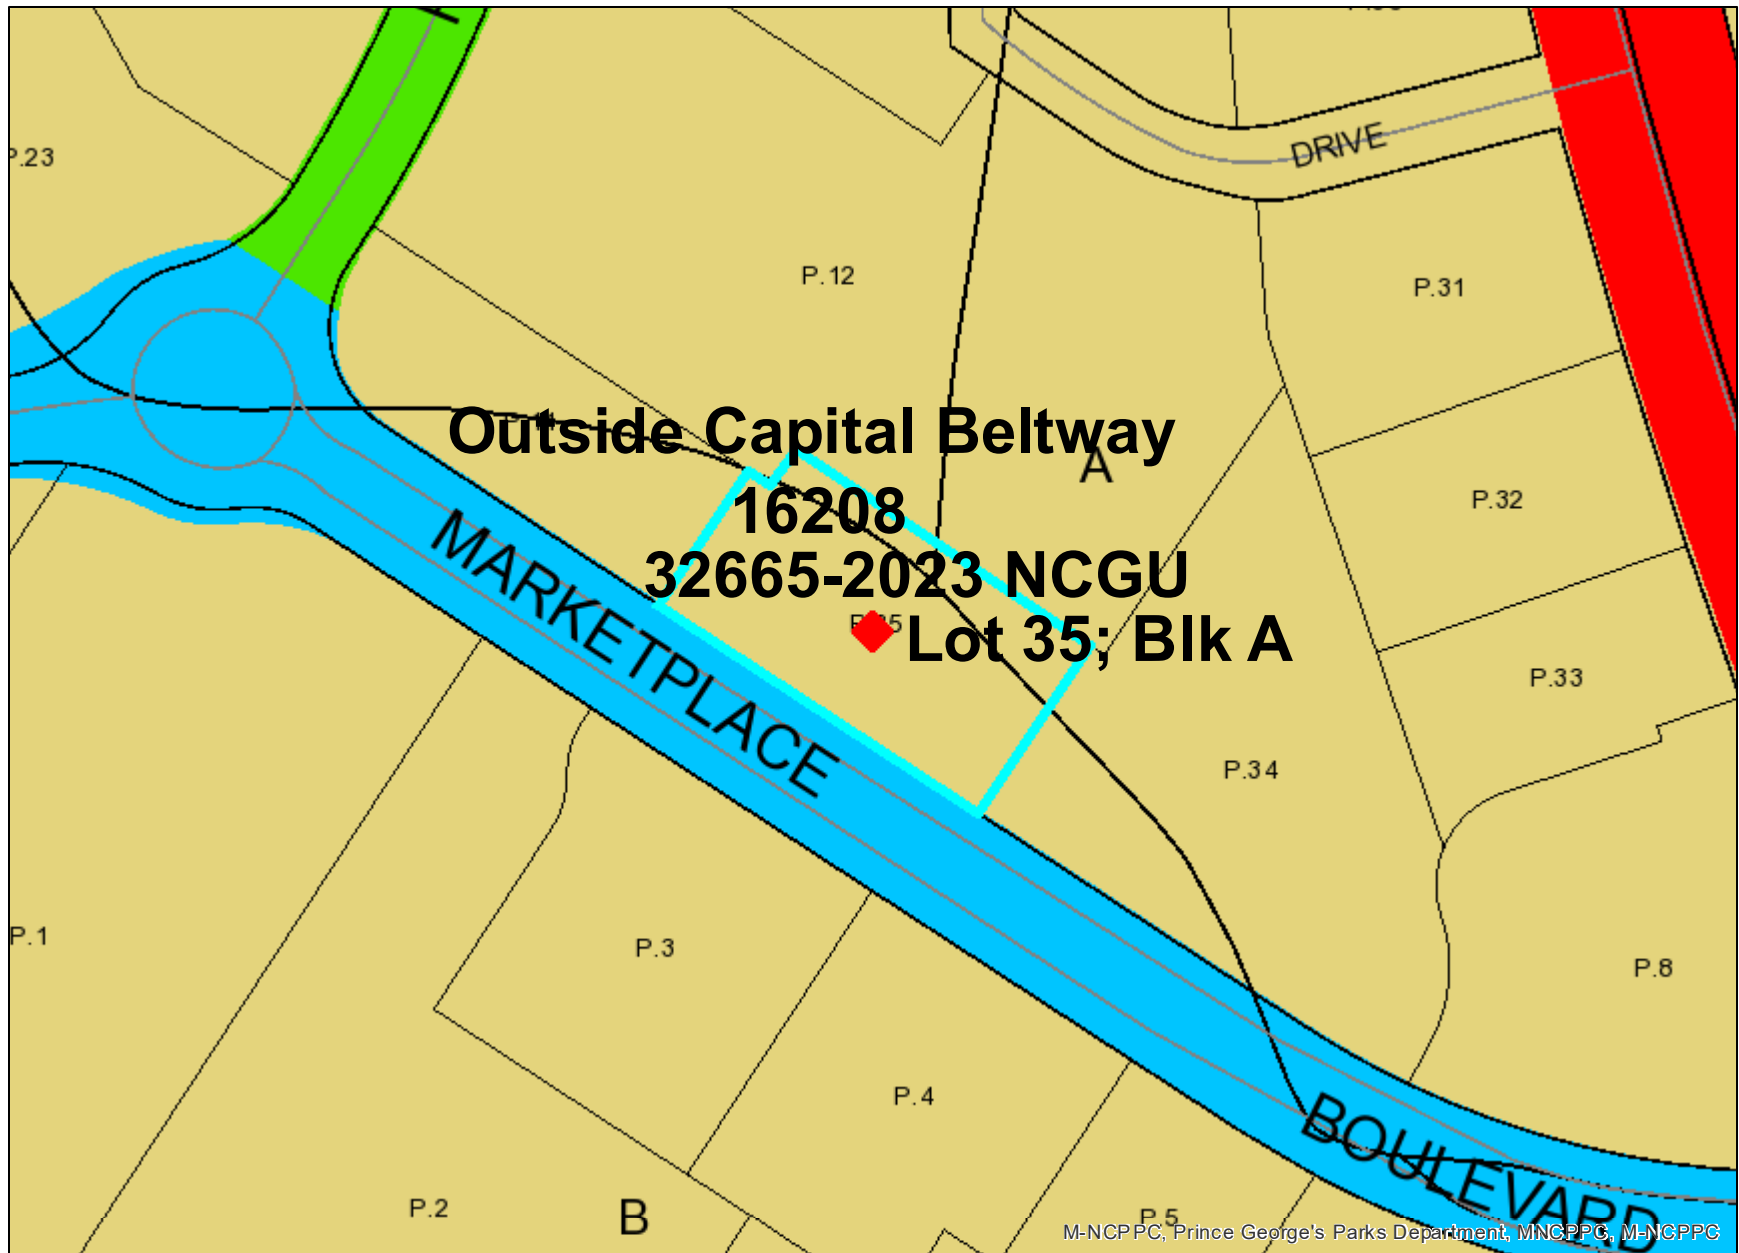 P.23
DRIVE
P.12
P.31
Outside Capital Beltway
A
16208
P.32
32665-2023 NCGU
Lot 35; Blk A
MARKETPLACE
P.33
P.34
P.1
P.3
P.8
P.4
BOULEVARD
P.2
B
P.5
M-NCPPC, Prince George's Parks Department, MNCPPC, M-NCPPC